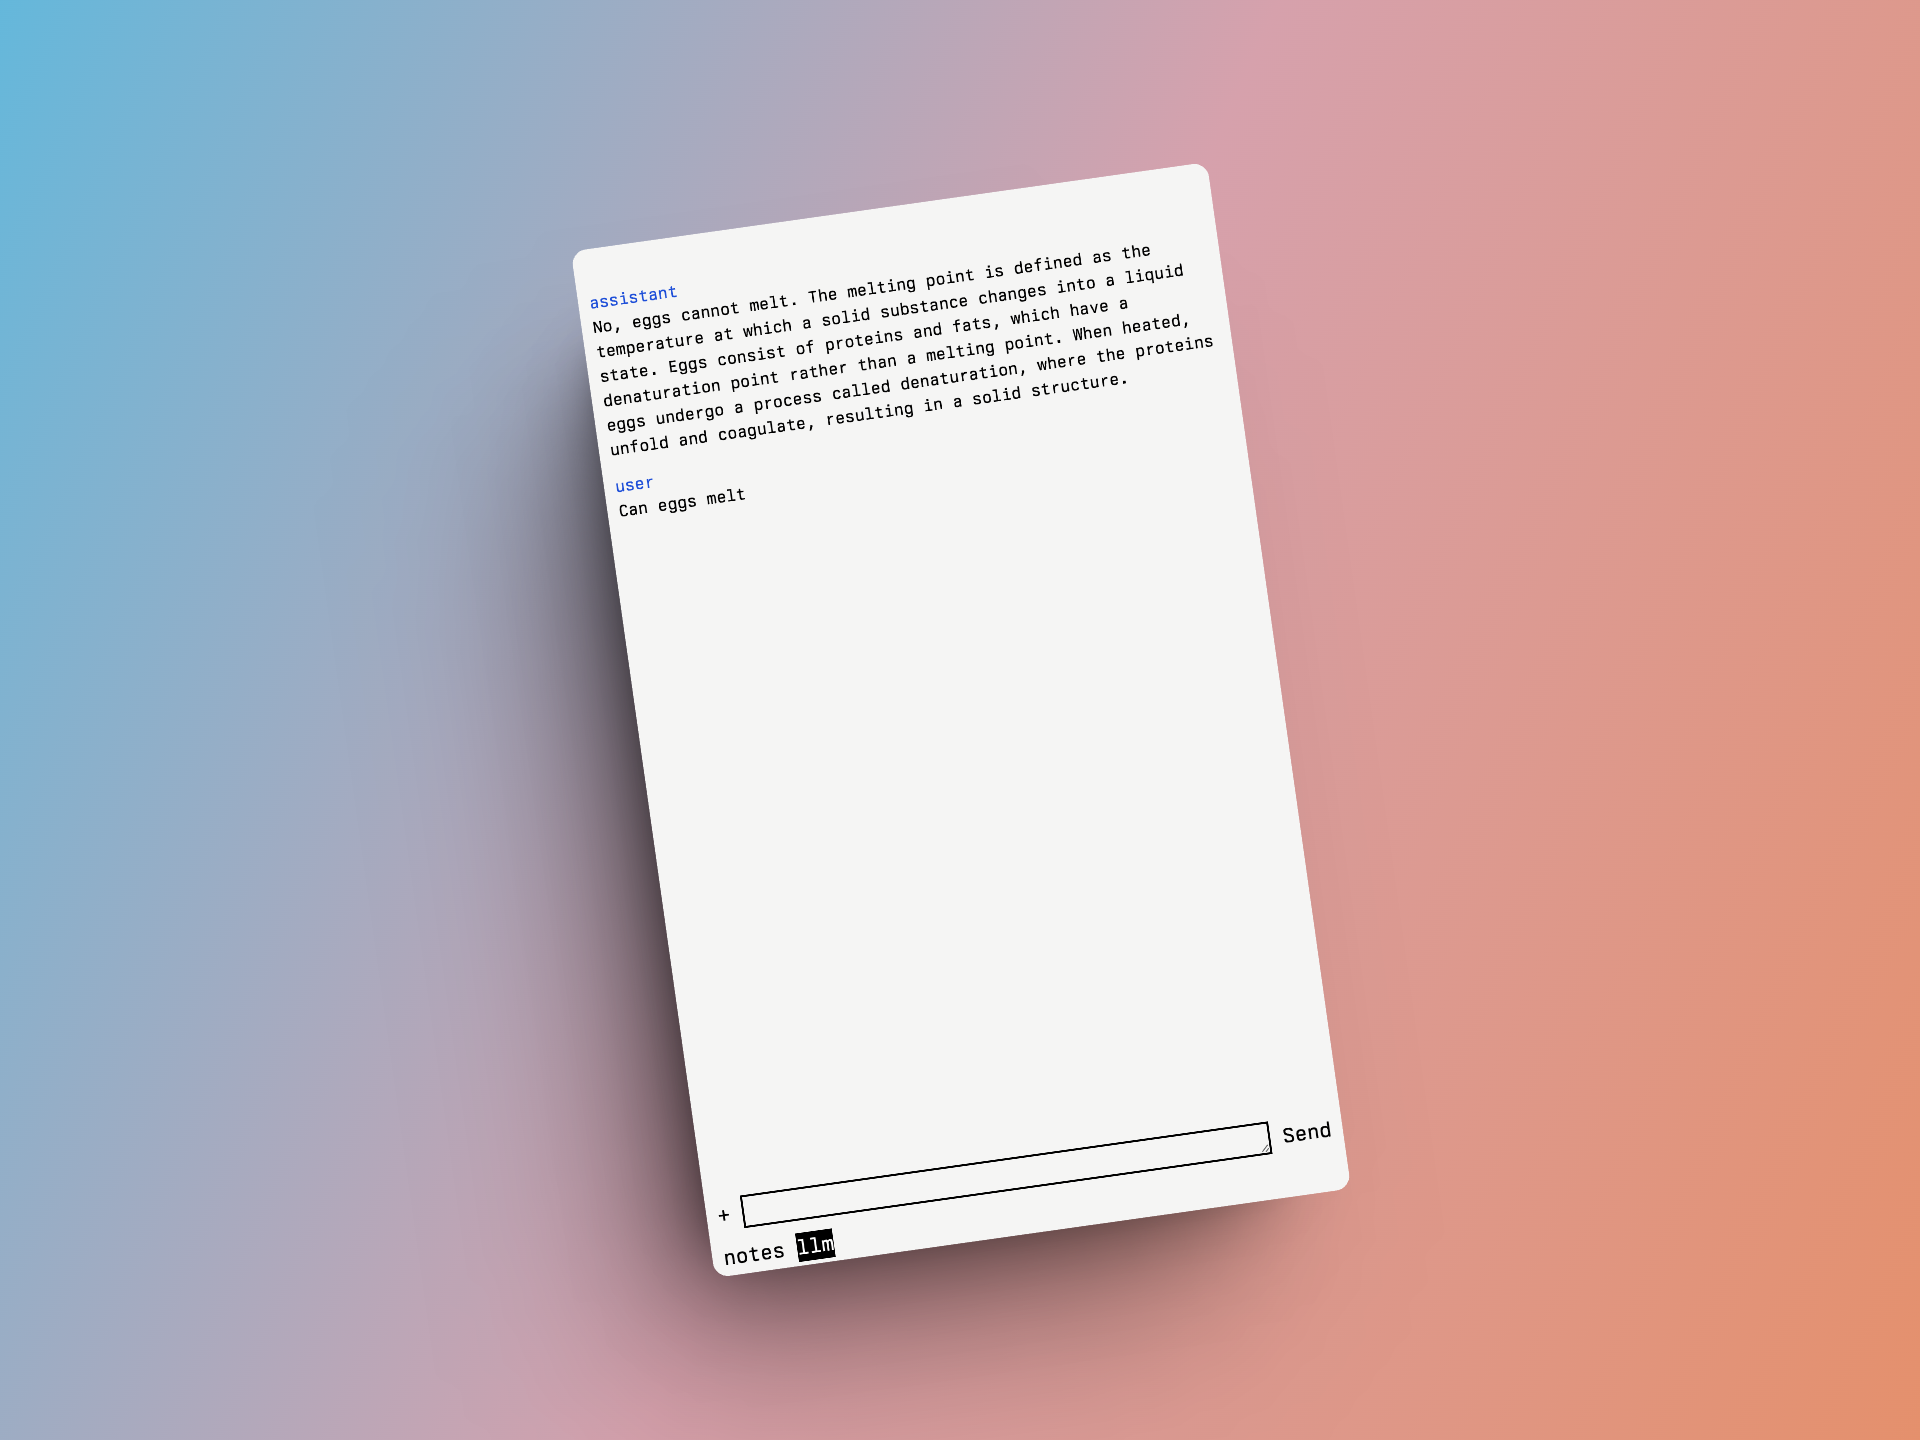 assistant
No, eggs cannot melt. The melting point is defined as the
temperature at which a solid substance changes into a liquid
state. Eggs consist of proteins and fats, which have a
denaturation point rather than a melting point. When heated,
eggs undergo a process called denaturation, where the proteins
unfold and coagulate, resulting in a solid structure.
user
Can eggs melt
+ Send
notes llm